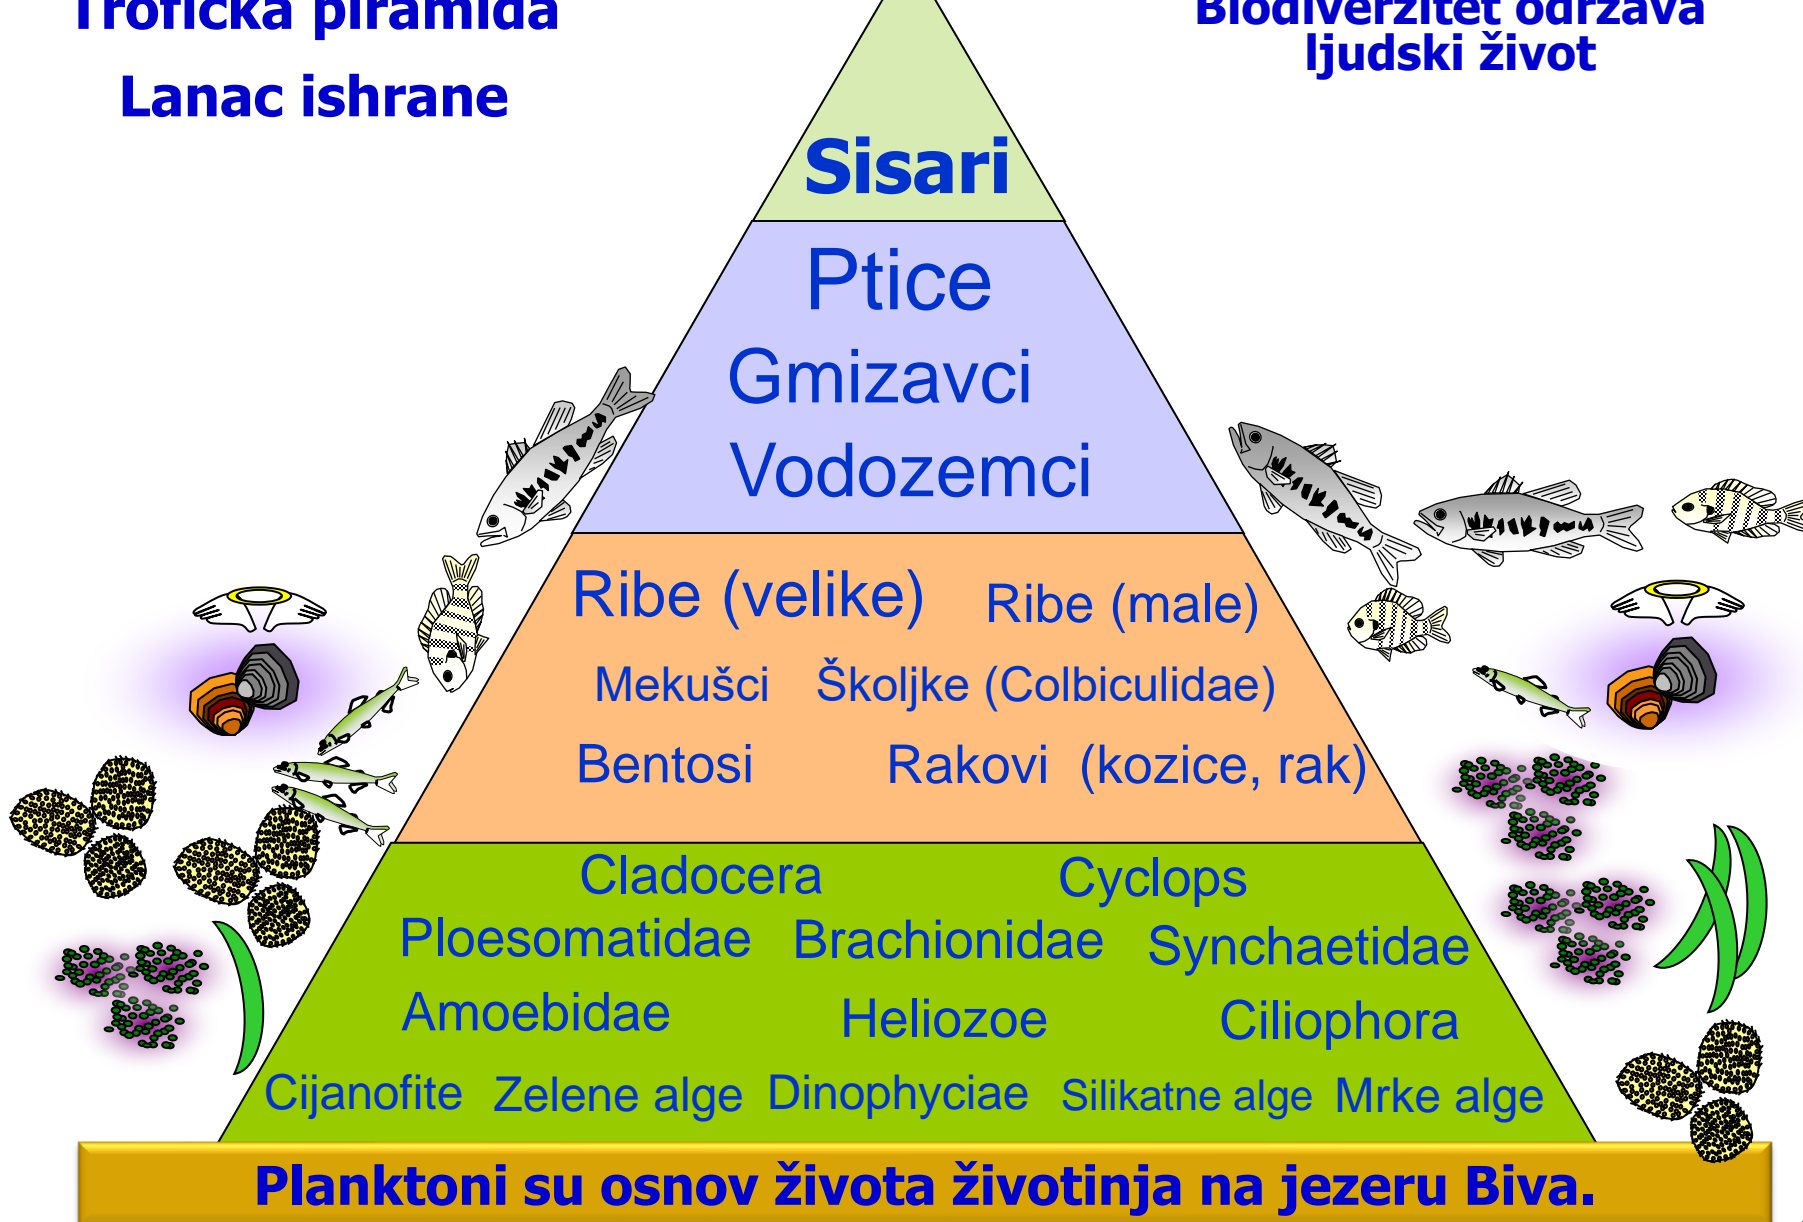 Trofička piramida
Lanac ishrane
Biodiverzitet održava
ljudski život
Sisari
Ptice
Gmizavci
Vodozemci
Ribe (velike) Ribe (male)
Mekušci Školjke (Colbiculidae)
Bentosi Rakovi (kozice, rak)
Cladocera Cyclops
Ploesomatidae Brachionidae Synchaetidae
Amoebidae Heliozoe Ciliophora
Cijanofite Zelene alge Dinophyciae Silikatne alge Mrke alge
Planktoni su osnov života životinja na jezeru Biva.